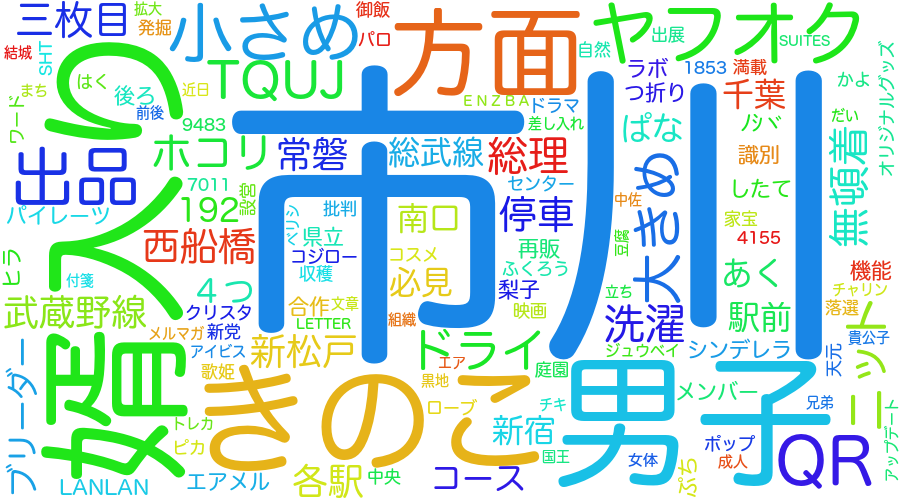 三枚目
拡大
発掘
御飯
小さめ
パロ
方面
ヤフオク
自然
出展
SUITES
結城
SHT
まち
はく
近日
ワード
後ろ
前後
TQUJ
ENZBA
ラボ
1853
満載
つ折り
千葉
かよ
オリジナルグッズ
ドラマ
差し入れ
だい
9483
ホコリ
常磐
総武線
総理
ぱな
識別
無頓着
出品
7011
192
設営
批判
センター
したて
パイレーツ
南口
停車
中佐
大きめ
家宝
西船橋
ベリシ
県立
コジロー
コスメ
再販
豆腐
4155
ヒラ
収穫
必見
ふくろう
あく
機能
付箋
梨子
立ち
チャリン
武蔵野線
クリスタ
合作
文章
映画
落選
メルマガ
新党
LETTER
組織
洗濯
駅前
貴公子
アイビス
新松戸
ドライ
ジュウベイ
シンデレラ
天元
歌姫
エア
庭園
ニット
黒地
婿入り
市川
きのこ
男子
メンバー
兄弟
トレカ
ローブ
チキ
ブリーダー
ピカ
新宿
ポップ
QR
アップデート
国王
女体
成人
LANLAN
エアメル
各駅
中央
コース
ぷち